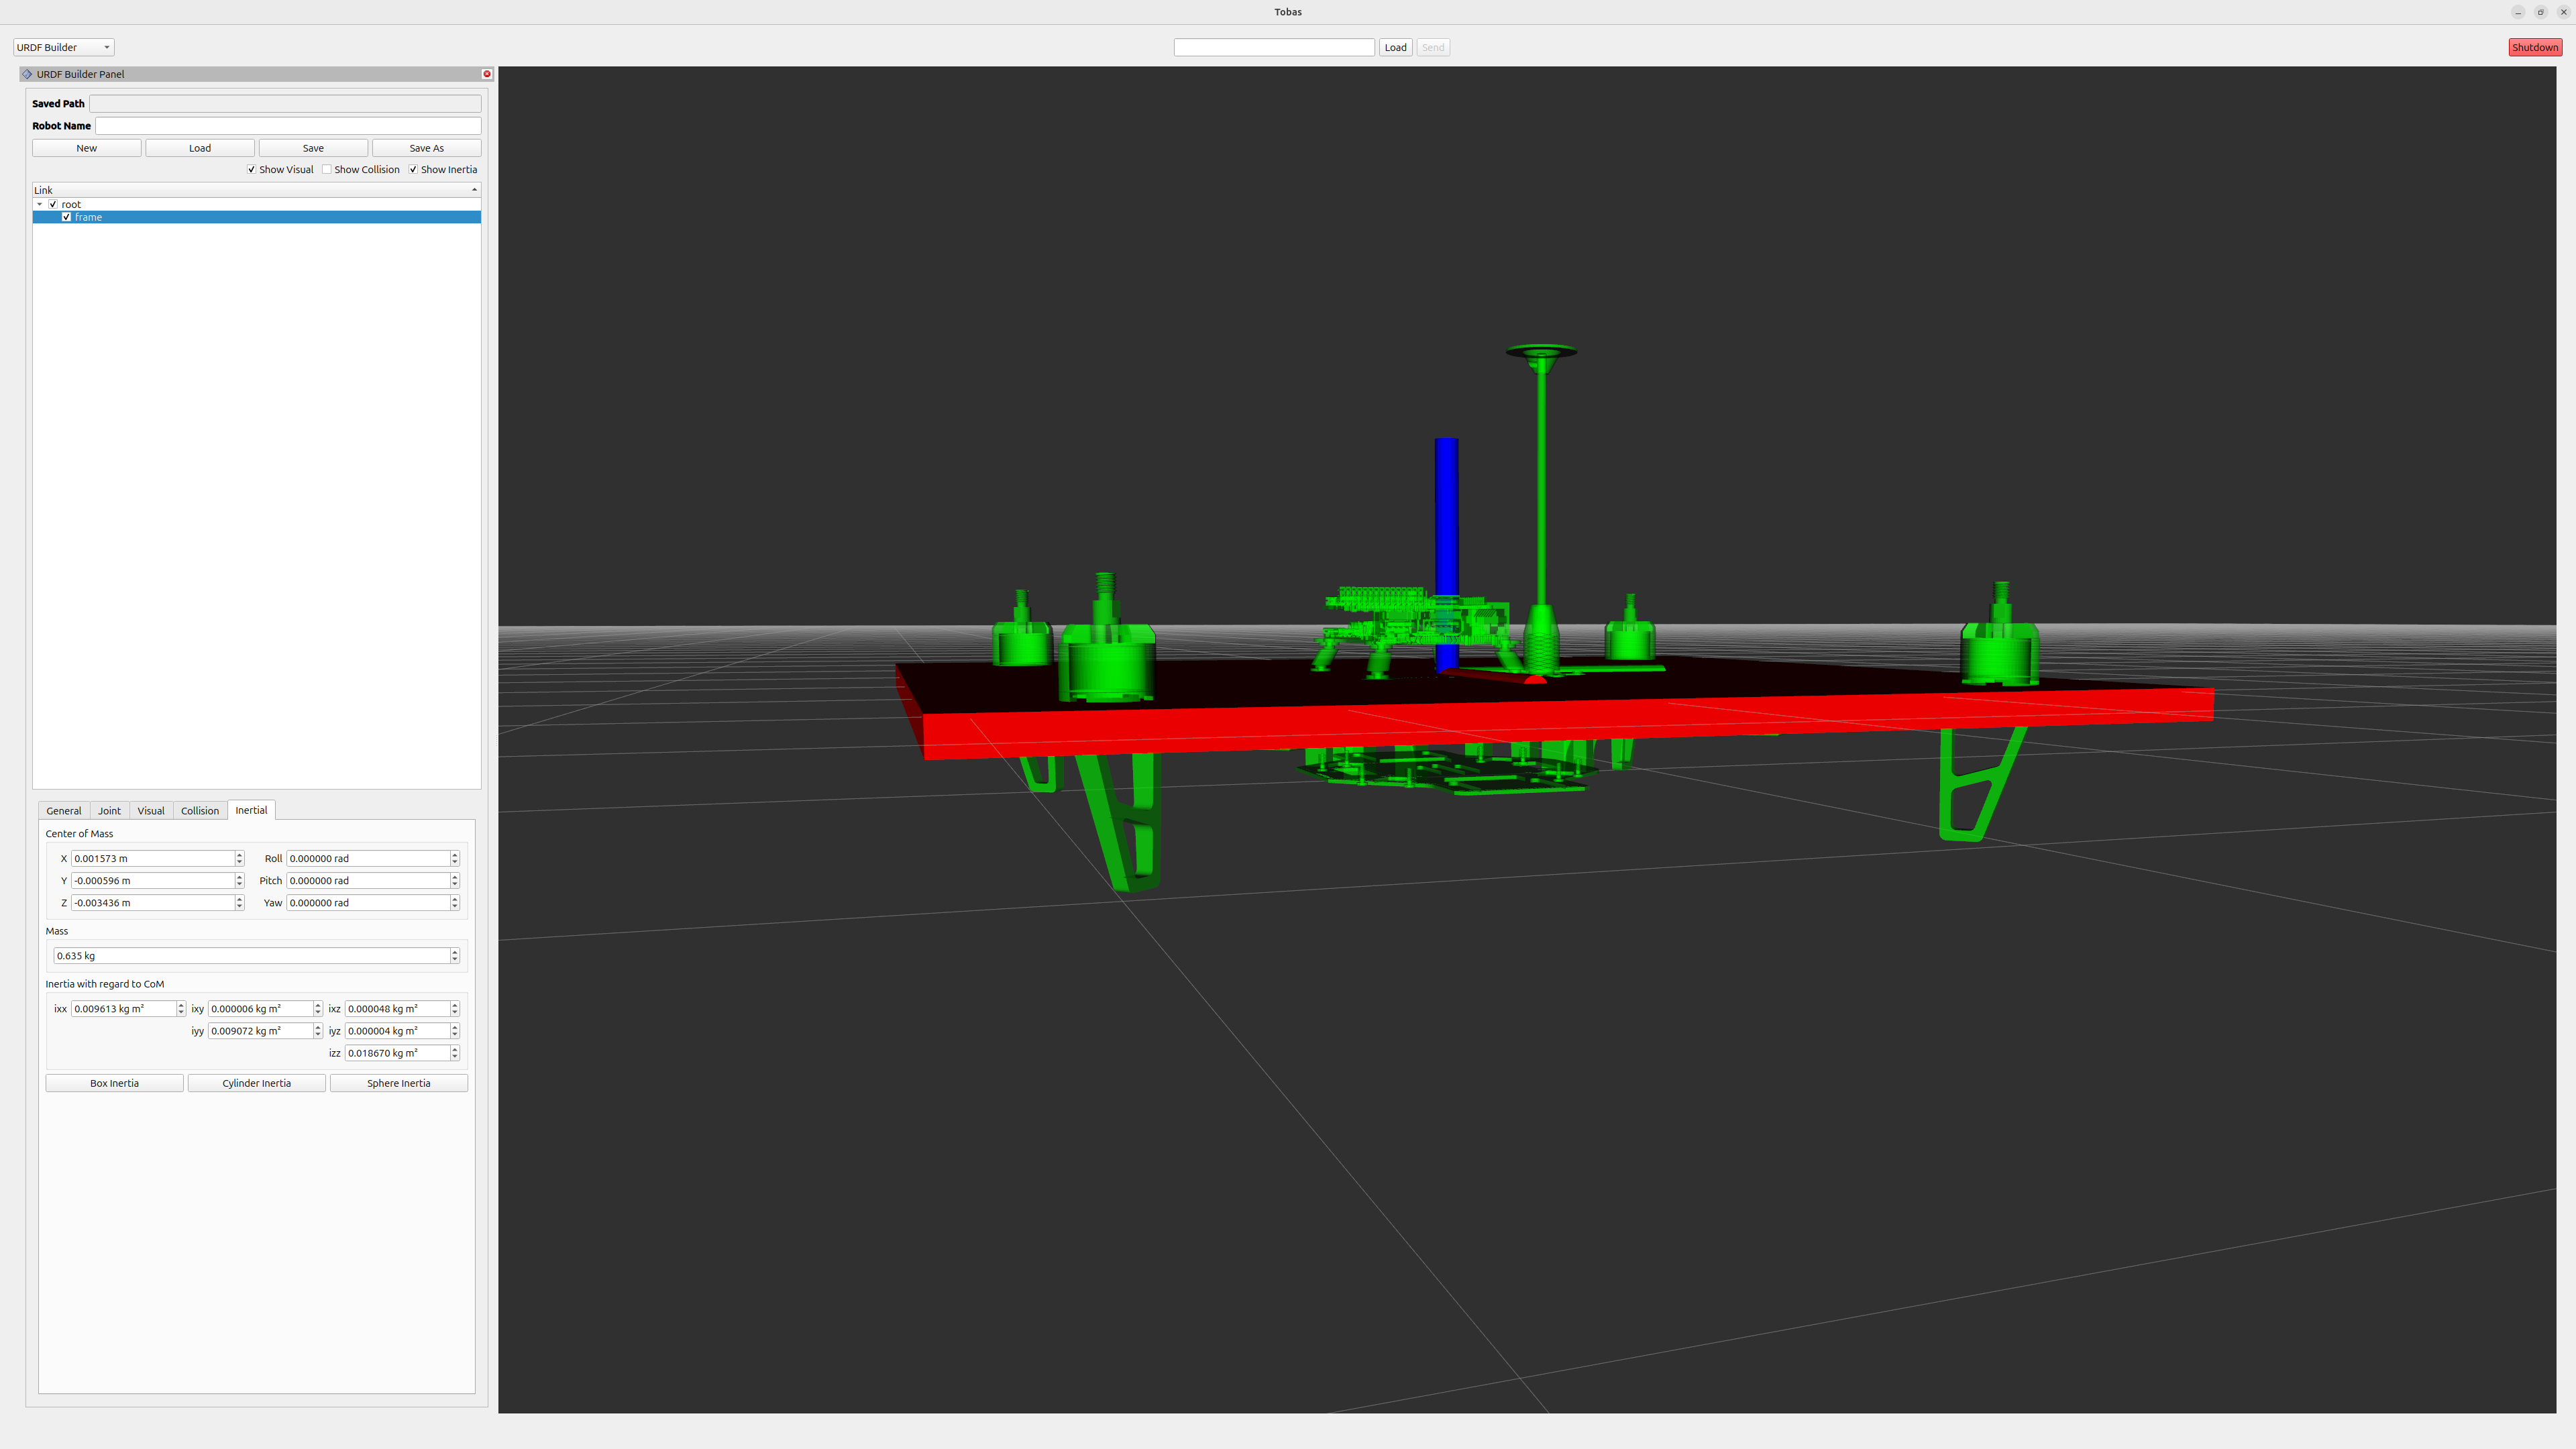 Tobas
URDF Builder
Load
Send
Shutdown
URDF Builder Panel
Saved Path
Robot Name
New Load Save Save As
Show Visual Show Collision Show Inertia
Link
root
frame
General Joint Visual Collision Inertial
Center of Mass
X 0.001573 m Roll 0.000000 rad
Y -0.000596 m Pitch 0.000000 rad
Z -0.003436 m Yaw 0.000000 rad
Mass
0.635 kg
Inertia with regard to CoM
ixx 0.009613 kg m² ixy 0.000006 kg m² ixz 0.000048 kg m²
iyy 0.009072 kg m² iyz 0.000004 kg m²
izz 0.018670 kg m²
Box Inertia Cylinder Inertia Sphere Inertia